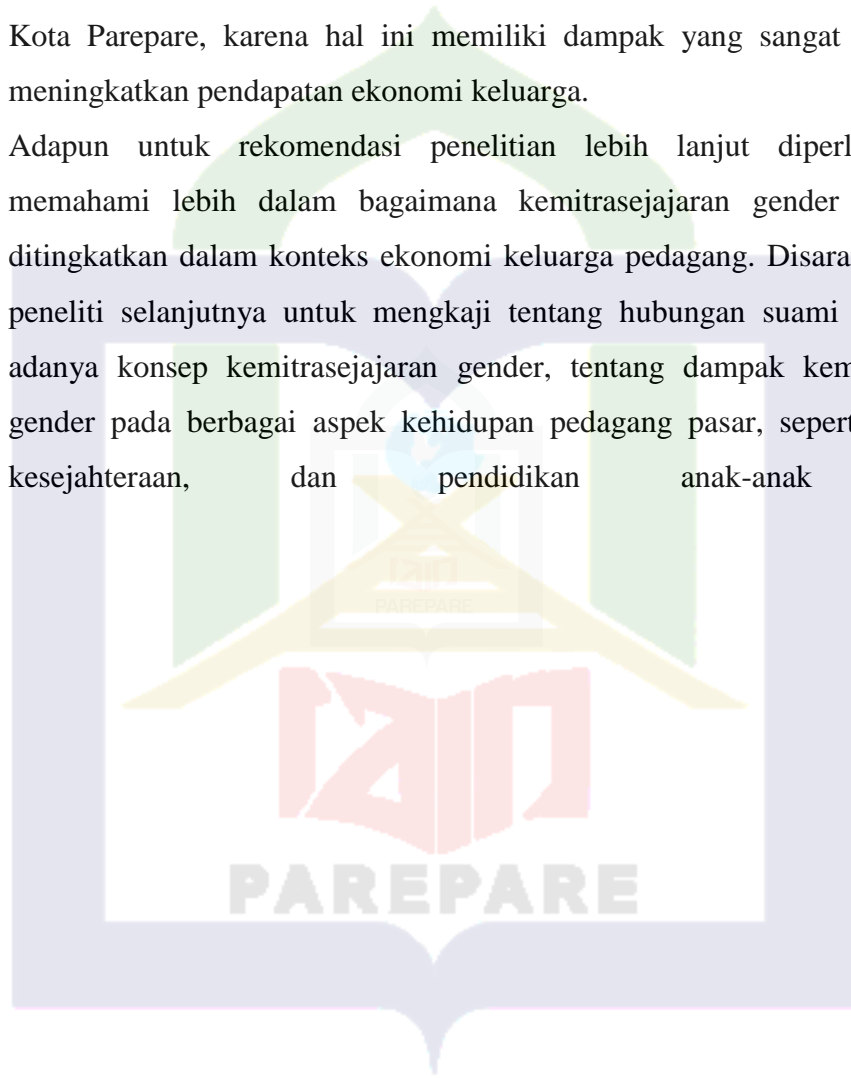 Kota Parepare, karena hal ini memiliki dampak yang sangat
meningkatkan pendapatan ekonomi keluarga.
Adapun untuk rekomendasi penelitian lebih lanjut diperl
memahami lebih dalam bagaimana kemitrasejajaran gender
ditingkatkan dalam konteks ekonomi keluarga pedagang. Disara
peneliti selanjutnya untuk mengkaji tentang hubungan suami
adanya konsep kemitrasejajaran gender, tentang dampak kem
gender pada berbagai aspek kehidupan pedagang pasar, sepert
kesejahteraan, dan pendidikan anak-anak
IAIN
PAREPARE
IAIN
PAREPARE